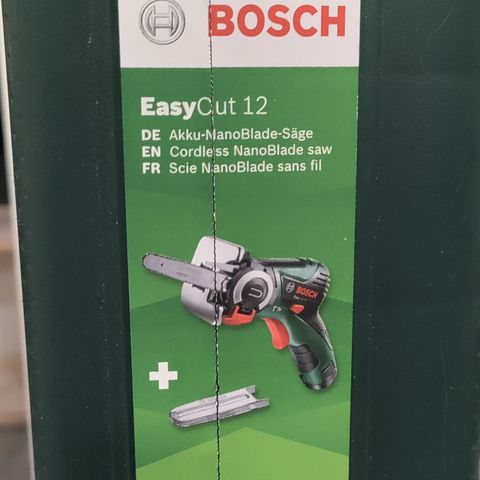 BOSCH
EasyCut 12
DE Akku-NanoBlade-Säge
EN Cordless NanoBlade saw
FR Scie NanoBlade sans fil
BOSCH